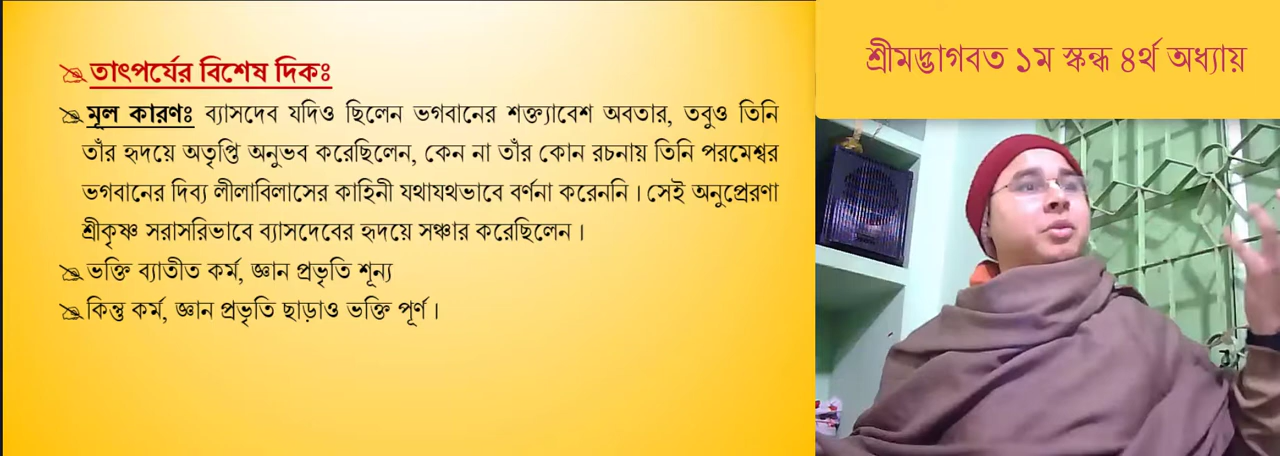 তাৎপর্যের বিশেষ দিকঃ
মূল কারণঃ ব্যাসদেব যদিও ছিলেন ভগবানের শক্ত্যাবেশ অবতার, তবুও তিনি
তাঁর হৃদয়ে অতৃপ্তি অনুভব করেছিলেন, কেন না তাঁর কোন রচনায় তিনি পরমেশ্বর
ভগবানের দিব্য লীলাবিলাসের কাহিনী যথাযথভাবে বর্ণনা করেননি। সেই অনুপ্রেরণা
শ্রীকৃষ্ণ সরাসরিভাবে ব্যাসদেবের হৃদয়ে সঞ্চার করেছিলেন।
ভক্তি ব্যাতীত কর্ম, জ্ঞান প্রভৃতি শূন্য
কিন্তু কর্ম, জ্ঞান প্রভৃতি ছাড়াও ভক্তি পূর্ণ।
শ্রীমদ্ভাগবত ১ম স্কন্ধ ৪র্থ অধ্যায়